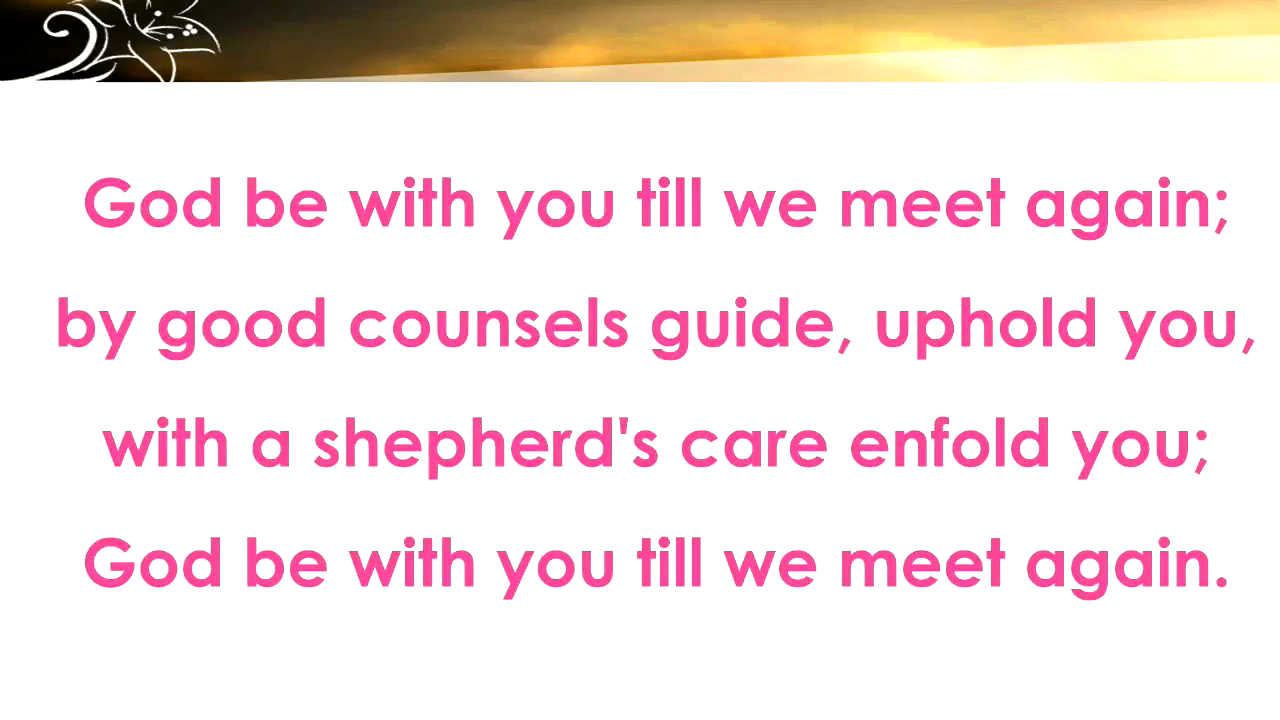 God be with you till we meet again;
by good counsels guide, uphold you,
with a shepherd's care enfold you;
God be with you till we meet again.